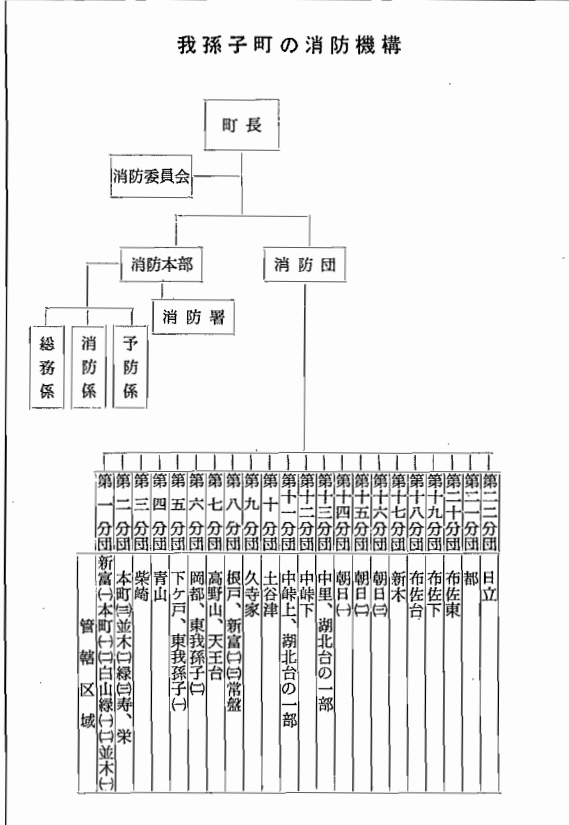 我孫子町の消防機構
町長
消防委員会
消防本部
消防団
消防署
総務係
消防係
予防係
管轄区域
第一分団 新富㈠本町㈠㈡白山緑㈠㈡並木㈠
第二分団 本町㈢並木㈡緑㈢寿、栄
第三分団 柴崎
第四分団 青山
第五分団 下ケ戸、東我孫子㈠
第六分団 岡都、東我孫子㈡
第七分団 高野山、天王台
第八分団 根戸、新富㈡㈢常盤
第九分団 久寺家
第十分団 土谷津
第十一分団 中峠上、湖北台の一部
第十二分団 中峠下
第十三分団 中里、湖北台の一部
第十四分団 朝日㈠
第十五分団 朝日㈡
第十六分団 朝日㈢
第十七分団 新木
第十八分団 布佐台
第十九分団 布佐下
第二十分団 布佐東
第二一分団 都
第二二分団 日立